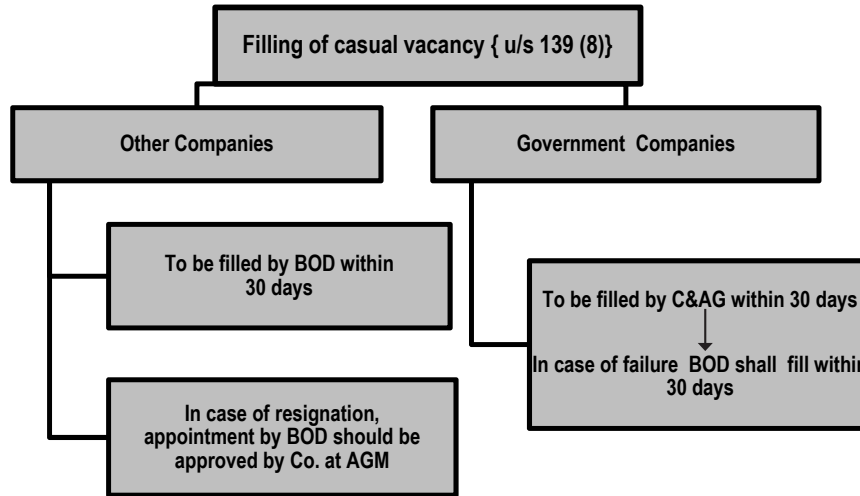 Filling of casual vacancy { u/s 139 (8)}
Other Companies
Government Companies
To be filled by BOD within
30 days
In case of resignation,
appointment by BOD should be
approved by Co. at AGM
To be filled by C&AG within 30 days
In case of failure BOD shall fill within
30 days